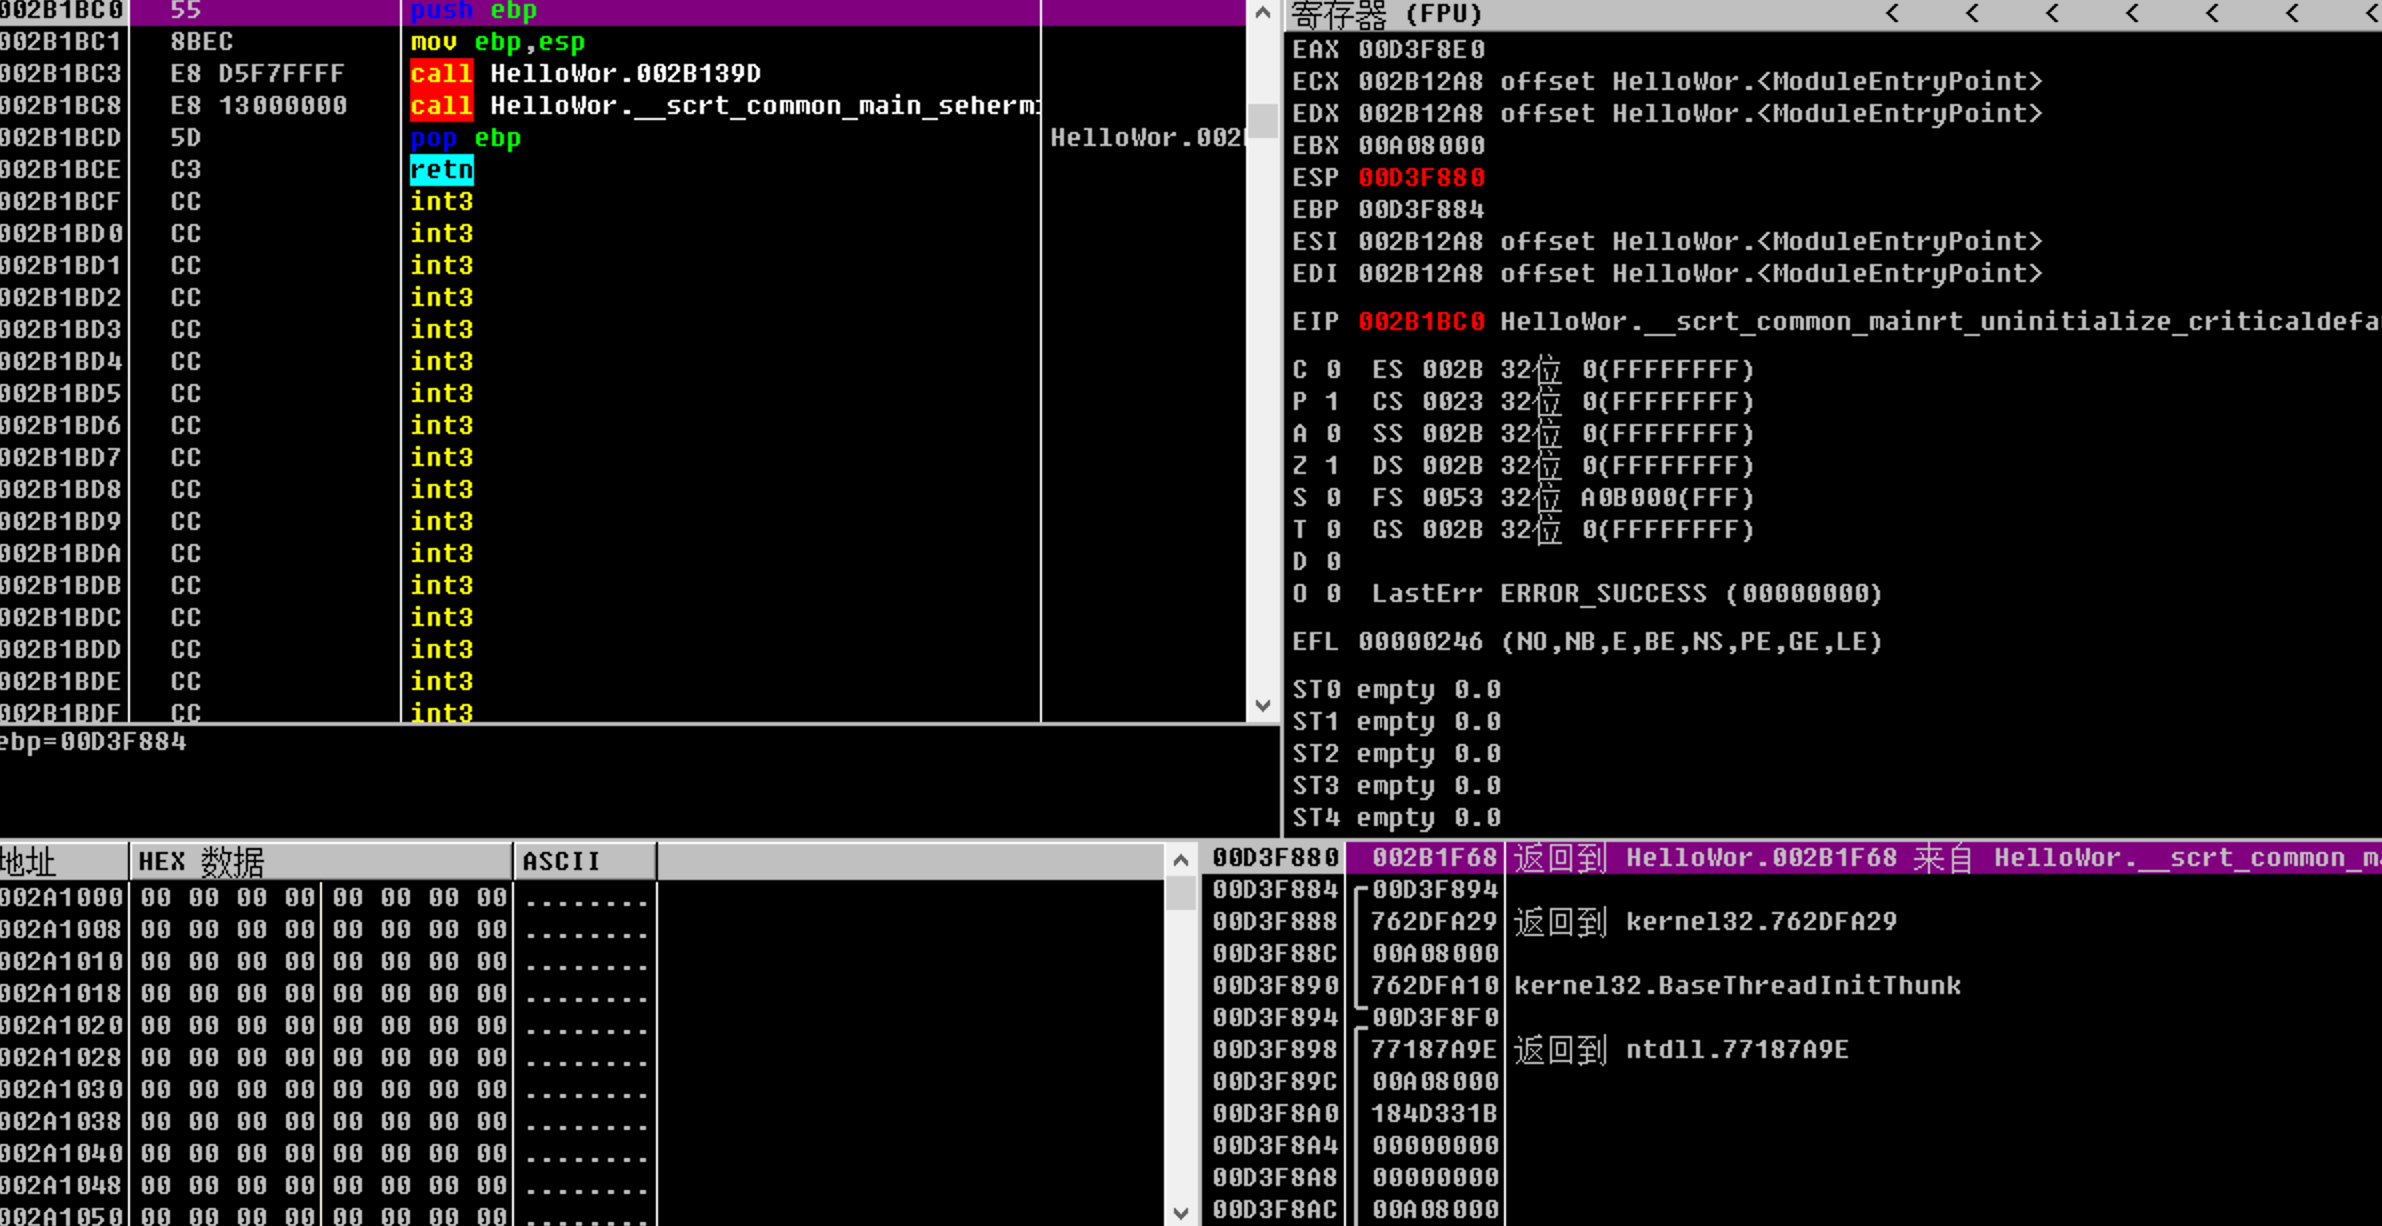 002B1BC0 55 push ebp
002B1BC1 8BEC mov ebp,esp
002B1BC3 E8 D5F7FFFF call HelloWor.002B139D
002B1BC8 E8 13000000 call HelloWor.__scrt_common_main_seherm
002B1BCD 5D pop ebp HelloWor.002
002B1BCE C3 retn
002B1BCF CC int3
002B1BD0 CC int3
002B1BD1 CC int3
002B1BD2 CC int3
002B1BD3 CC int3
002B1BD4 CC int3
002B1BD5 CC int3
002B1BD6 CC int3
002B1BD7 CC int3
002B1BD8 CC int3
002B1BD9 CC int3
002B1BDA CC int3
002B1BDB CC int3
002B1BDC CC int3
002B1BDD CC int3
002B1BDE CC int3
002B1BDF CC int3
ebp=00D3F884
寄存器 (FPU) < < < < < < <
EAX 00D3F8E0
ECX 002B12A8 offset HelloWor.<ModuleEntryPoint>
EDX 002B12A8 offset HelloWor.<ModuleEntryPoint>
EBX 00A08000
ESP 00D3F880
EBP 00D3F884
ESI 002B12A8 offset HelloWor.<ModuleEntryPoint>
EDI 002B12A8 offset HelloWor.<ModuleEntryPoint>
EIP 002B1BC0 HelloWor.__scrt_common_mainrt_uninitialize_criticaldefa
C 0 ES 002B 32位 0(FFFFFFFF)
P 1 CS 0023 32位 0(FFFFFFFF)
A 0 SS 002B 32位 0(FFFFFFFF)
Z 1 DS 002B 32位 0(FFFFFFFF)
S 0 FS 0053 32位 A0B000(FFF)
T 0 GS 002B 32位 0(FFFFFFFF)
D 0
O 0 LastErr ERROR_SUCCESS (00000000)
EFL 00000246 (NO,NB,E,BE,NS,PE,GE,LE)
ST0 empty 0.0
ST1 empty 0.0
ST2 empty 0.0
ST3 empty 0.0
ST4 empty 0.0
地址 HEX 数据 ASCII
002A1000 00 00 00 00 00 00 00 00 ........
002A1008 00 00 00 00 00 00 00 00 ........
002A1010 00 00 00 00 00 00 00 00 ........
002A1018 00 00 00 00 00 00 00 00 ........
002A1020 00 00 00 00 00 00 00 00 ........
002A1028 00 00 00 00 00 00 00 00 ........
002A1030 00 00 00 00 00 00 00 00 ........
002A1038 00 00 00 00 00 00 00 00 ........
002A1040 00 00 00 00 00 00 00 00 ........
002A1048 00 00 00 00 00 00 00 00 ........
002A1050 00 00 00 00 00 00 00 00 ........
00D3F880 002B1F68 返回到 HelloWor.002B1F68 来自 HelloWor.__scrt_common_ma
00D3F884 00D3F894
00D3F888 762DFA29 返回到 kernel32.762DFA29
00D3F88C 00A08000
00D3F890 762DFA10 kernel32.BaseThreadInitThunk
00D3F894 00D3F8F0
00D3F898 77187A9E 返回到 ntdll.77187A9E
00D3F89C 00A08000
00D3F8A0 184D331B
00D3F8A4 00000000
00D3F8A8 00000000
00D3F8AC 00A08000